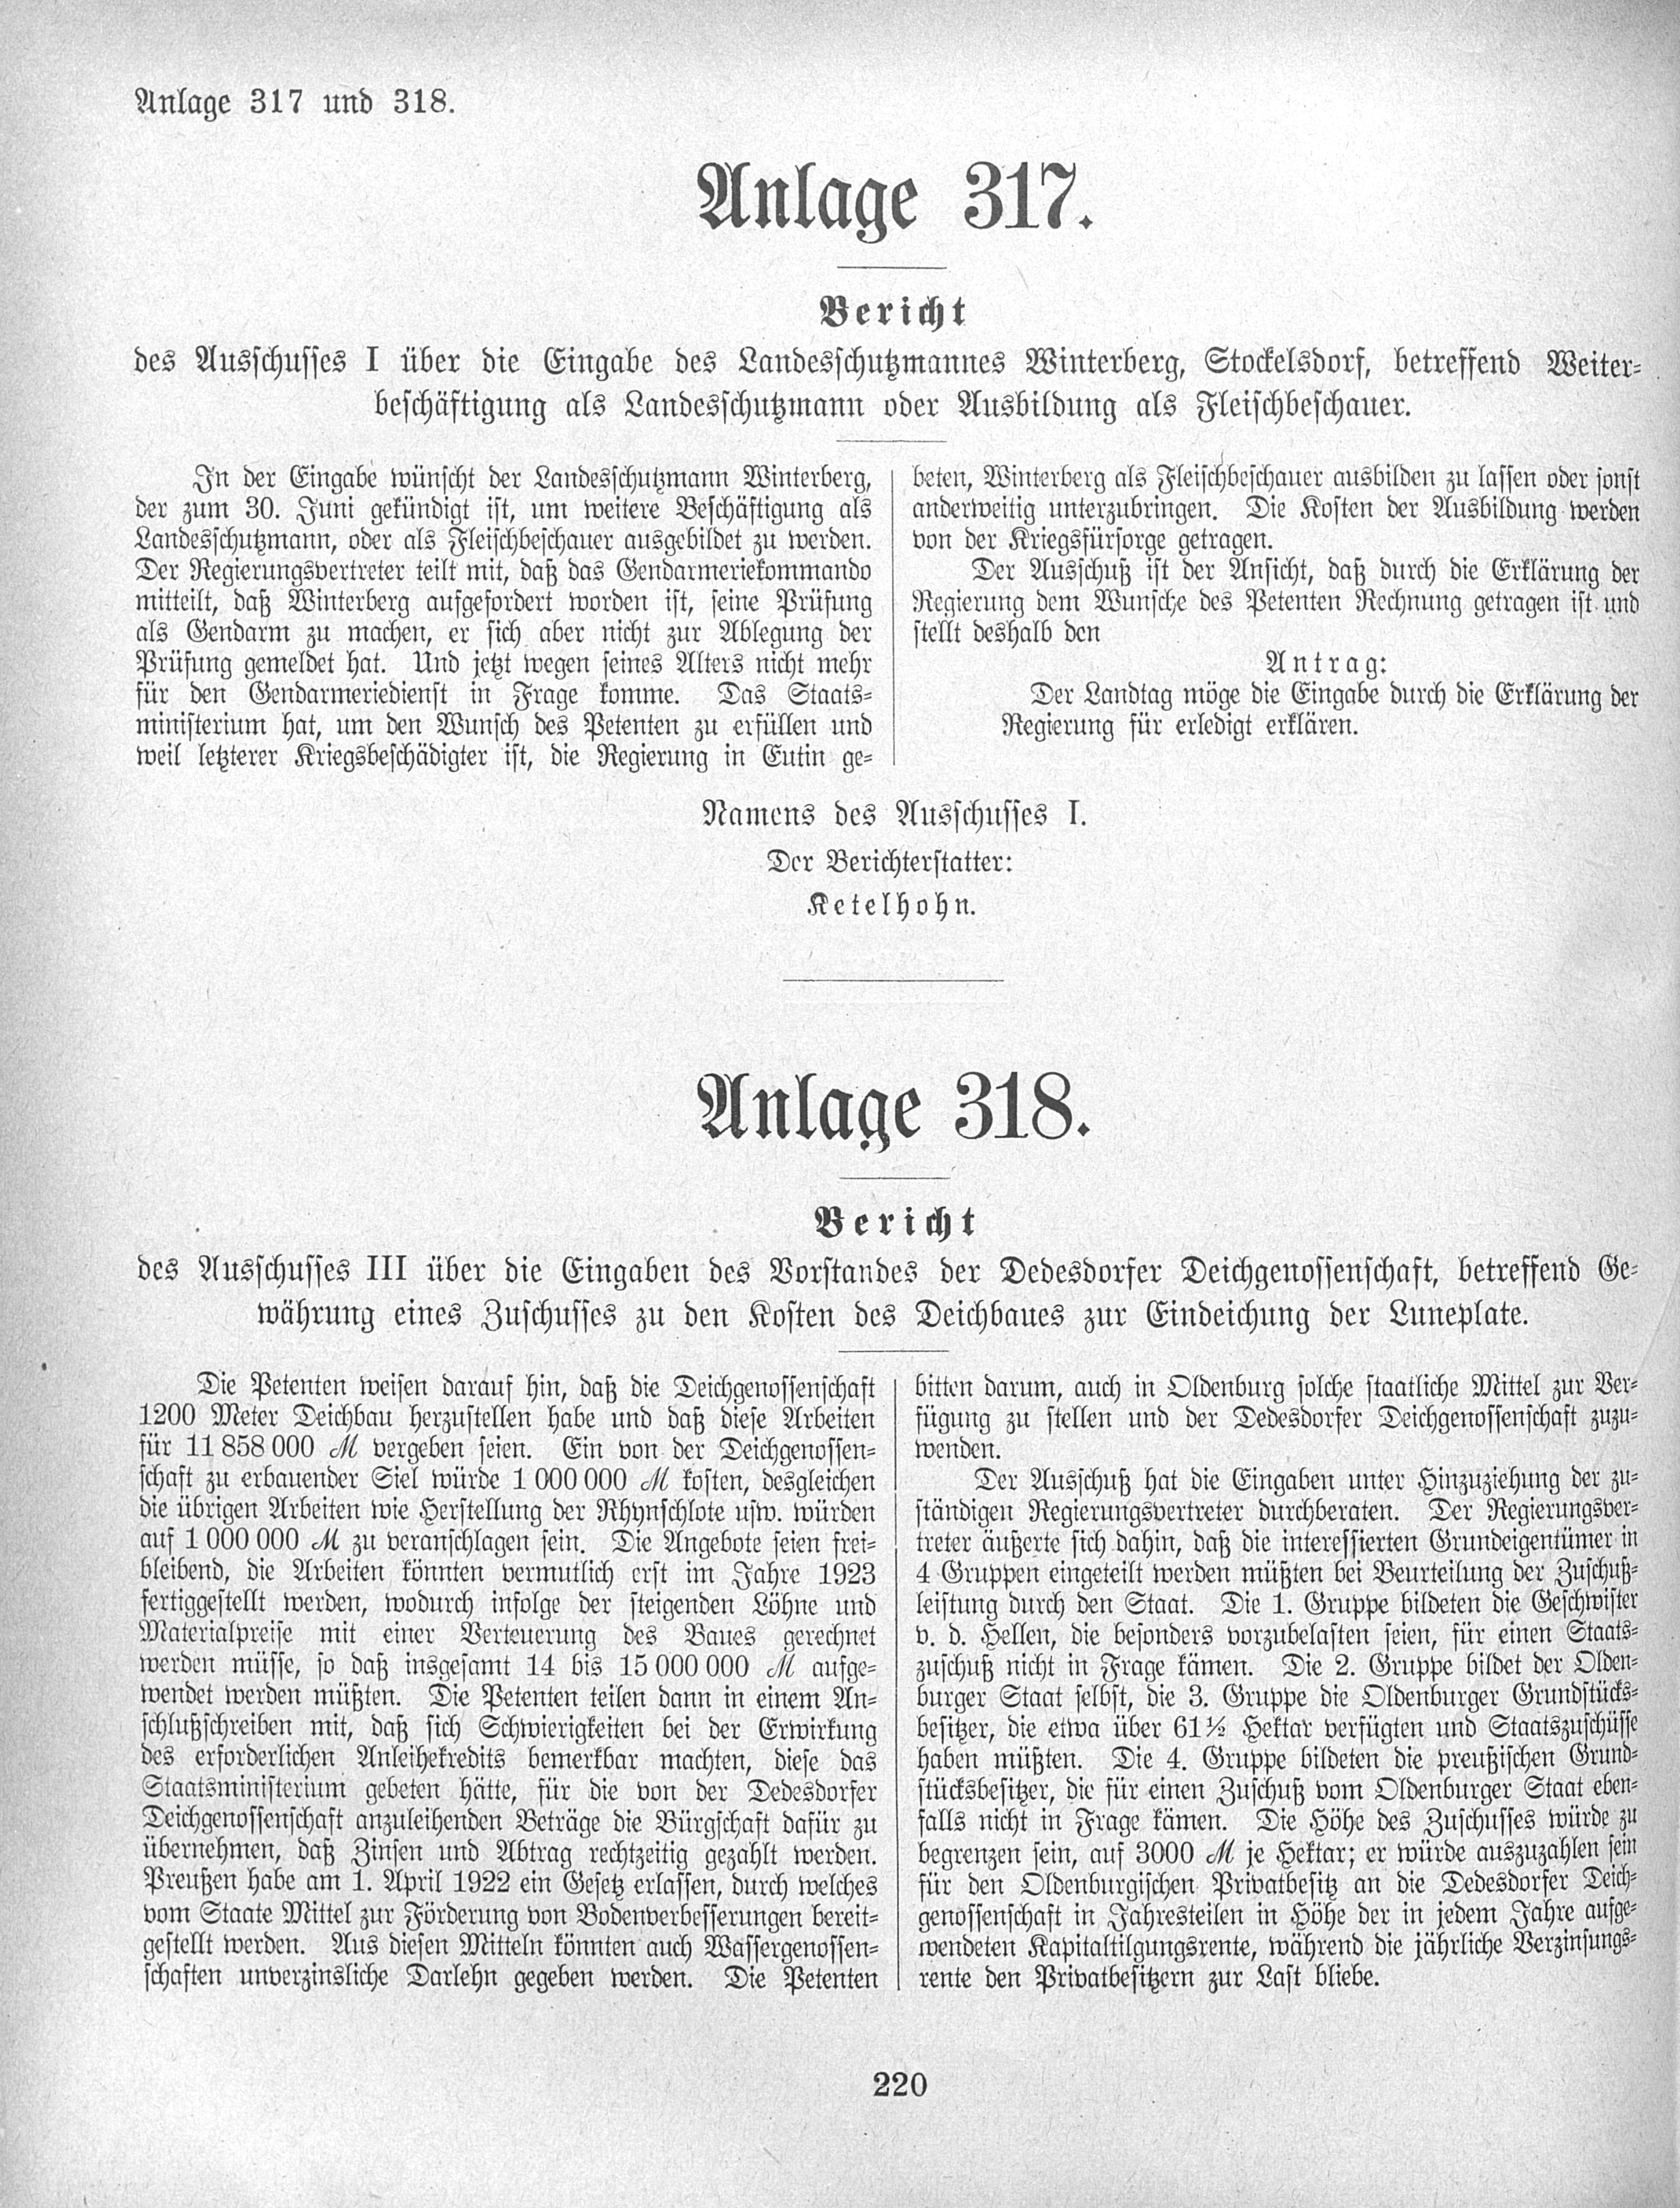 Anlage 317 und 318.
Anlage 317.
Bericht
des Ausschusses I über die Eingabe des Landesschutzmannes Winterberg, Stockelsdorf, betreffend Weiter-
beschäftigung als Landesschutzmann oder Ausbildung als Fleischbeschauer.
In der Eingabe wünscht der Landesschutzmann Winterberg,
der zum 30. Juni gekündigt ist, um weitere Beschäftigung als
Landesschutzmann, oder als Fleischbeschauer ausgebildet zu werden.
Der Regierungsvertreter teilt mit, daß das Gendarmeriekommando
mitteilt, daß Winterberg aufgefordert worden ist, seine Prüfung
als Gendarm zu machen, er sich aber nicht zur Ablegung der
Prüfung gemeldet hat. Und jetzt wegen seines Alters nicht mehr
für den Gendarmeriedienst in Frage komme. Das Staats-
ministerium hat, um den Wunsch des Petenten zu erfüllen und
weil letzterer Kriegsbeschädigter ist, die Regierung in Eutin ge-
beten, Winterberg als Fleischbeschauer ausbilden zu lassen oder sonst
anderweitig unterzubringen. Die Kosten der Ausbildung werden
von der Kriegsfürsorge getragen.
Der Ausschuß ist der Ansicht, daß durch die Erklärung der
Regierung dem Wunsche des Petenten Rechnung getragen ist und
stellt deshalb den
Antrag:
Der Landtag möge die Eingabe durch die Erklärung der
Regierung für erledigt erklären.
Namens des Ausschusses I.
Der Berichterstatter:
Ketelhohn.
Anlage 318.
Bericht
des Ausschusses III über die Eingaben des Vorstandes der Dedesdorfer Deichgenossenschaft, betreffend Ge-
währung eines Zuschusses zu den Kosten des Deichbaues zur Eindeichung der Luneplate.
Die Petenten weisen darauf hin, daß die Deichgenossenschaft
1200 Meter Deichbau herzustellen habe und daß diese Arbeiten
für 11 858 000 ℳ vergeben seien. Ein von der Deichgenossen-
schaft zu erbauender Siel würde 1 000 000 ℳ kosten, desgleichen
die übrigen Arbeiten wie Herstellung der Rhynschlote usw. würden
auf 1 000 000 ℳ zu veranschlagen sein. Die Angebote seien frei-
bleibend, die Arbeiten könnten vermutlich erst im Jahre 1923
fertiggestellt werden, wodurch infolge der steigenden Löhne und
Materialpreise mit einer Verteuerung des Baues gerechnet
werden müsse, so daß insgesamt 14 bis 15 000 000 ℳ aufge-
wendet werden müßten. Die Petenten teilen dann in einem An-
schlußschreiben mit, daß sich Schwierigkeiten bei der Erwirkung
des erforderlichen Anleihekredits bemerkbar machten, diese das
Staatsministerium gebeten hätte, für die von der Dedesdorfer
Deichgenossenschaft anzuleihenden Beträge die Bürgschaft dafür zu
übernehmen, daß Zinsen und Abtrag rechtzeitig gezahlt werden.
Preußen habe am 1. April 1922 ein Gesetz erlassen, durch welches
vom Staate Mittel zur Förderung von Bodenverbesserungen bereit-
gestellt werden. Aus diesen Mitteln könnten auch Wassergenossen-
schaften unverzinsliche Darlehn gegeben werden. Die Petenten
bitten darum, auch in Oldenburg solche staatliche Mittel zur Ver-
fügung zu stellen und der Dedesdorfer Deichgenossenschaft zuzu-
wenden.
Der Ausschuß hat die Eingaben unter Hinzuziehung der zu-
ständigen Regierungsvertreter durchberaten. Der Regierungsver-
treter äußerte sich dahin, daß die interessierten Grundeigentümer in
4 Gruppen eingeteilt werden müßten bei Beurteilung der Zuschuß-
leistung durch den Staat. Die 1. Gruppe bildeten die Geschwister
v. d. Hellen, die besonders vorzubelasten seien, für einen Staats-
zuschuß nicht in Frage kämen. Die 2. Gruppe bildet der Olden-
burger Staat selbst, die 3. Gruppe die Oldenburger Grundstücks-
besitzer, die etwa über 61½ Hektar verfügten und Staatszuschüsse
haben müßten. Die 4. Gruppe bildeten die preußischen Grund-
stücksbesitzer, die für einen Zuschuß vom Oldenburger Staat eben-
falls nicht in Frage kämen. Die Höhe des Zuschusses würde zu
begrenzen sein, auf 3000 ℳ je Hektar; er würde auszuzahlen sein
für den Oldenburgischen Privatbesitz an die Dedesdorfer Deich-
genossenschaft in Jahresteilen in Höhe der in jedem Jahre aufge-
wendeten Kapitaltilgungsrente, während die jährliche Verzinsungs-
rente den Privatbesitzern zur Last bliebe.
220